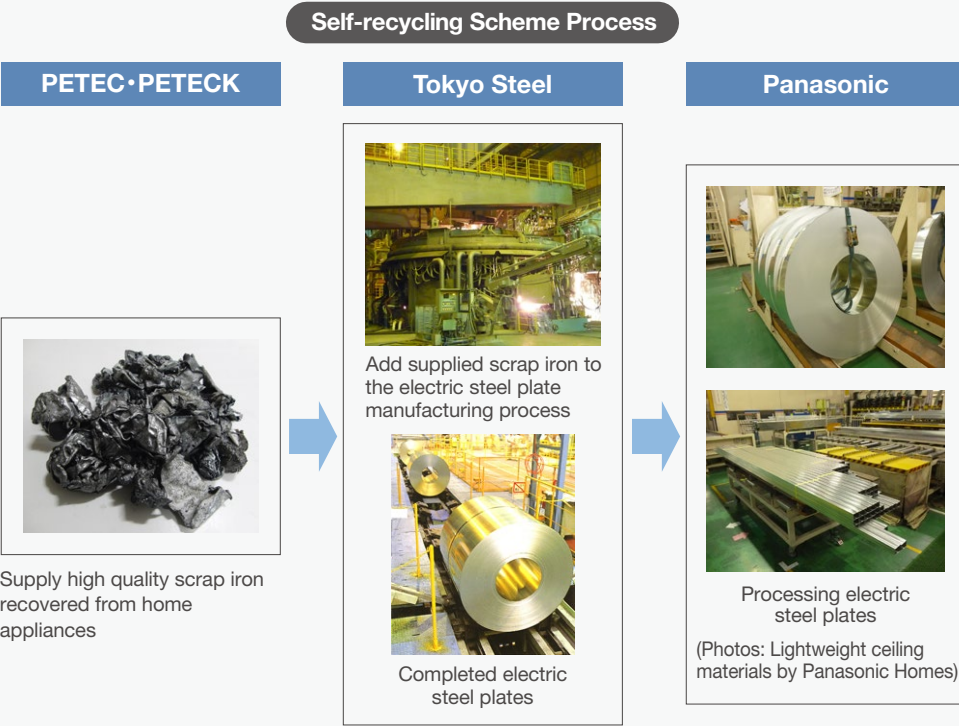 Self-recycling Scheme Process
PETEC・PETECK
Tokyo Steel
Panasonic
Supply high quality scrap iron
recovered from home
appliances
Add supplied scrap iron to
the electric steel plate
manufacturing process
Completed electric
steel plates
Processing electric
steel plates
(Photos: Lightweight ceiling
materials by Panasonic Homes)